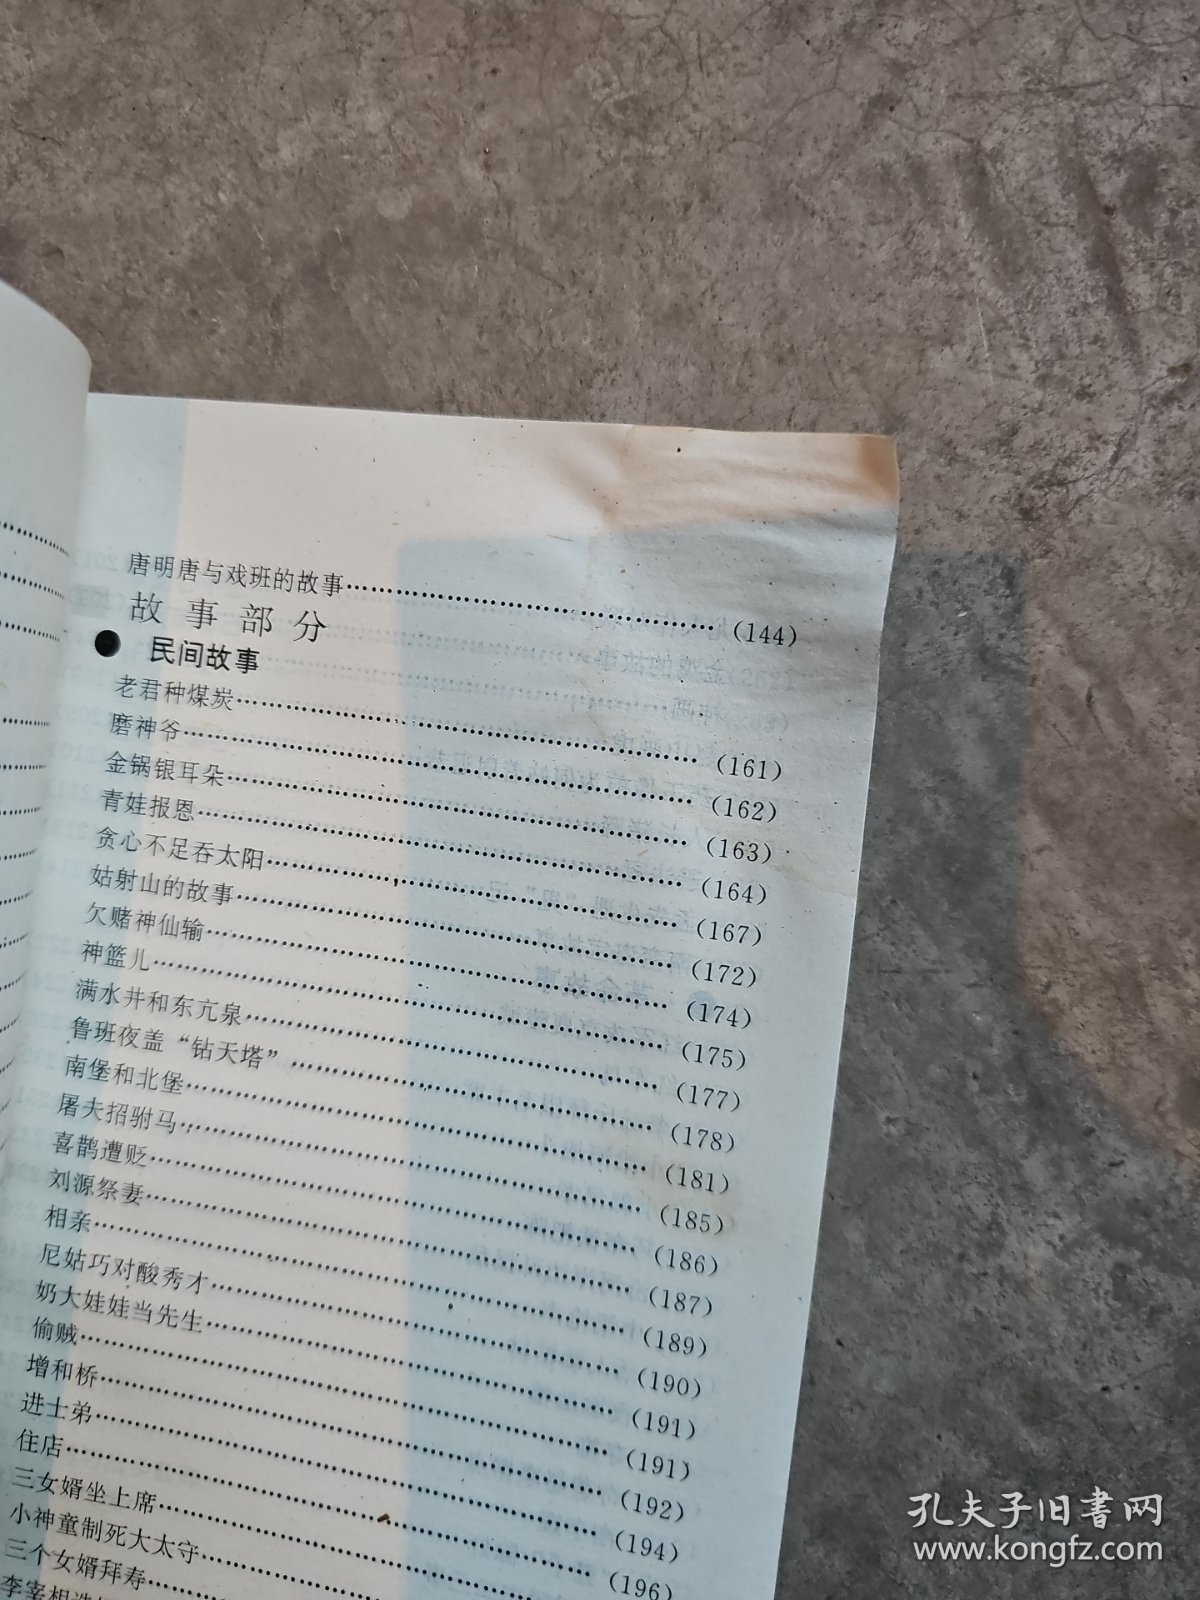 唐明唐与戏班的故事……………………………(144)
故事部分
● 民间故事
老君种煤炭……………………………(161)
磨神爷……………………………(162)
金锅银耳朵……………………………(163)
青娃报恩……………………………(164)
贪心不足吞太阳……………………………(167)
姑射山的故事……………………………(172)
欠赌神仙输……………………………(174)
神篮儿……………………………(175)
满水井和东亢泉……………………………(177)
鲁班夜盖“钻天塔”……………………………(178)
南堡和北堡……………………………(181)
屠夫招驸马……………………………(185)
喜鹊遭贬……………………………(186)
刘源祭妻……………………………(187)
相亲……………………………(189)
尼姑巧对酸秀才……………………………(190)
奶大娃娃当先生……………………………(191)
偷贼……………………………(191)
增和桥……………………………(192)
进士弟……………………………(194)
住店……………………………(196)
三女婿坐上席……………………………
小神童制死大太守……………………………
三个女婿拜寿……………………………
李宰相选
孔夫子旧书网
www.kongfz.com